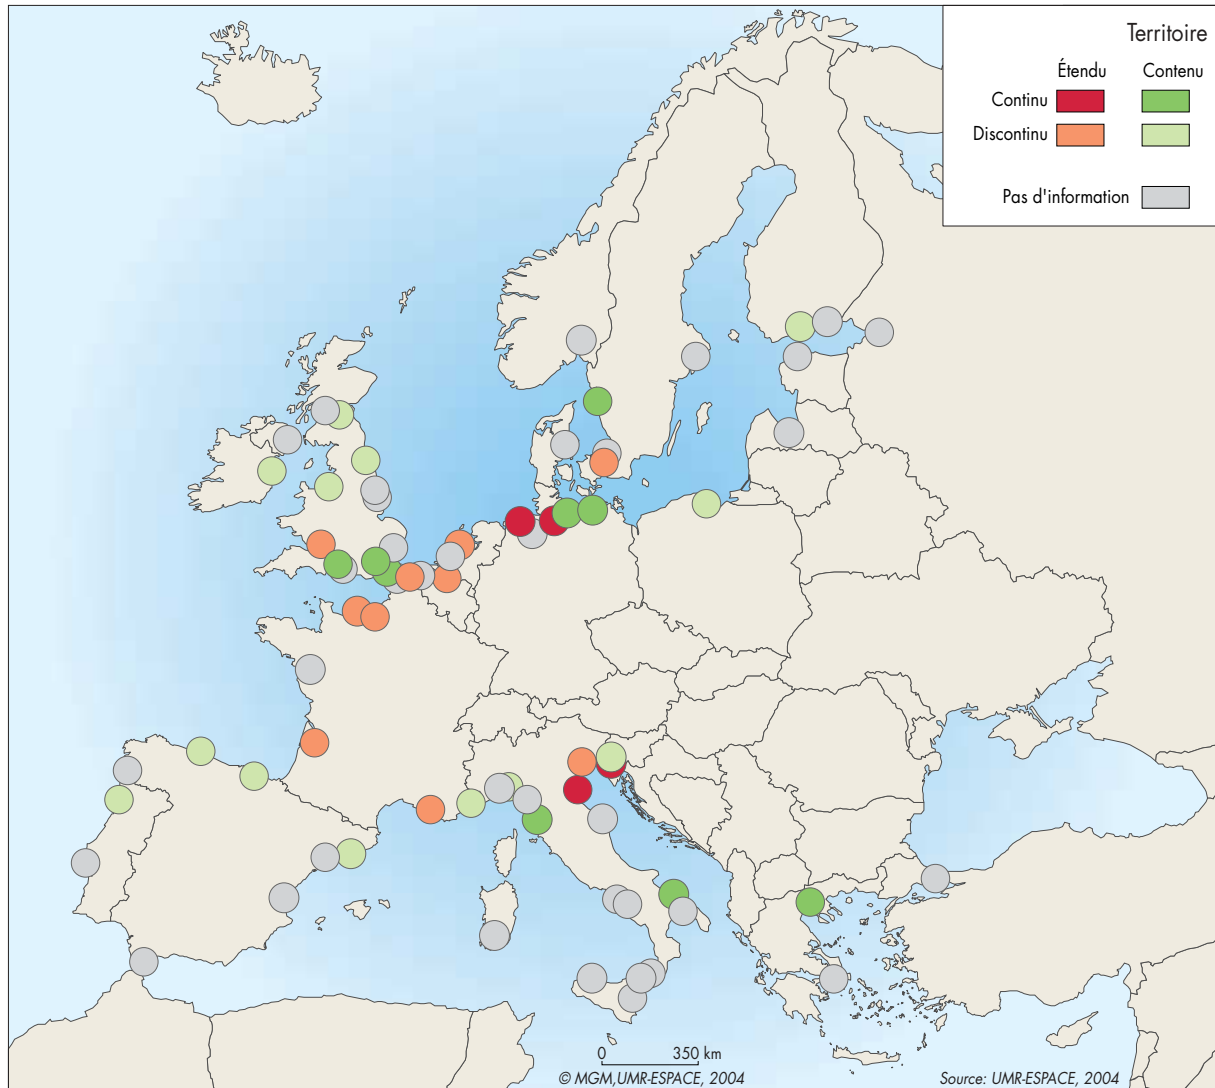 Territoire
Étendu Contenu
Continu
Discontinu
Pas d'information
0 350 km
© MGM,UMR-ESPACE, 2004
Source: UMR-ESPACE, 2004